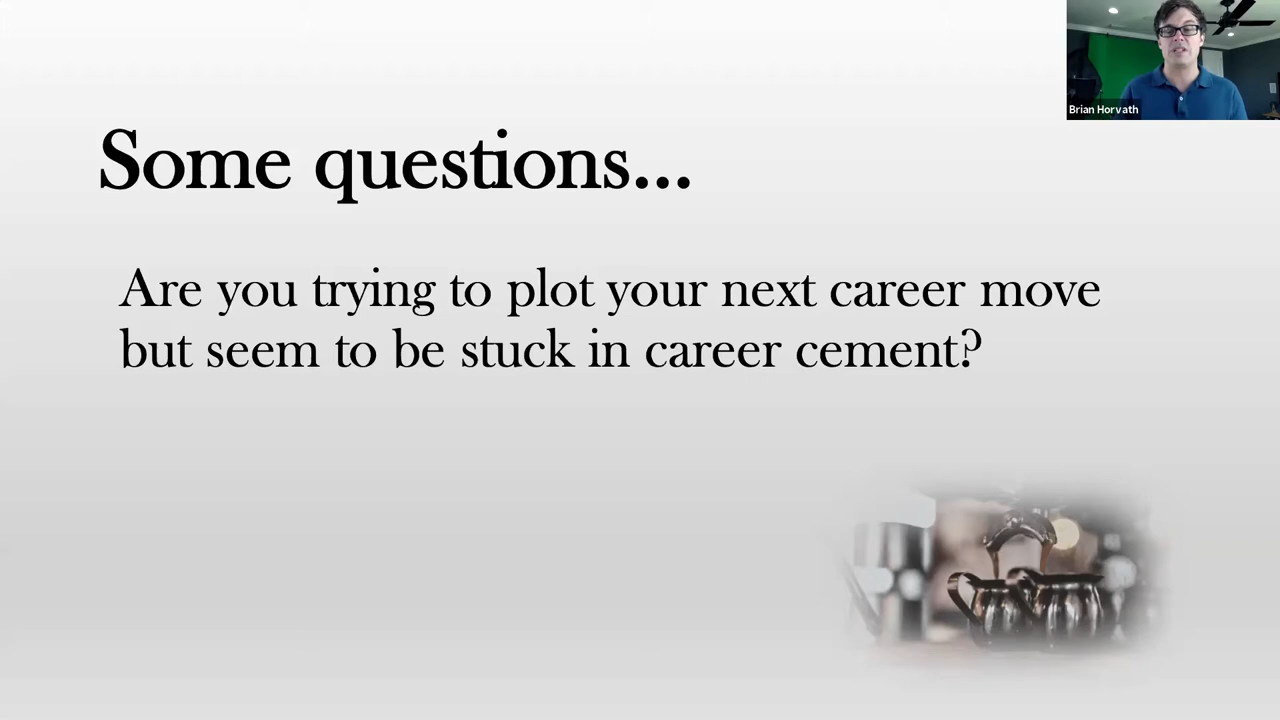 Brian Horvath
Some questions...
Are you trying to plot your next career move
but seem to be stuck in career cement?